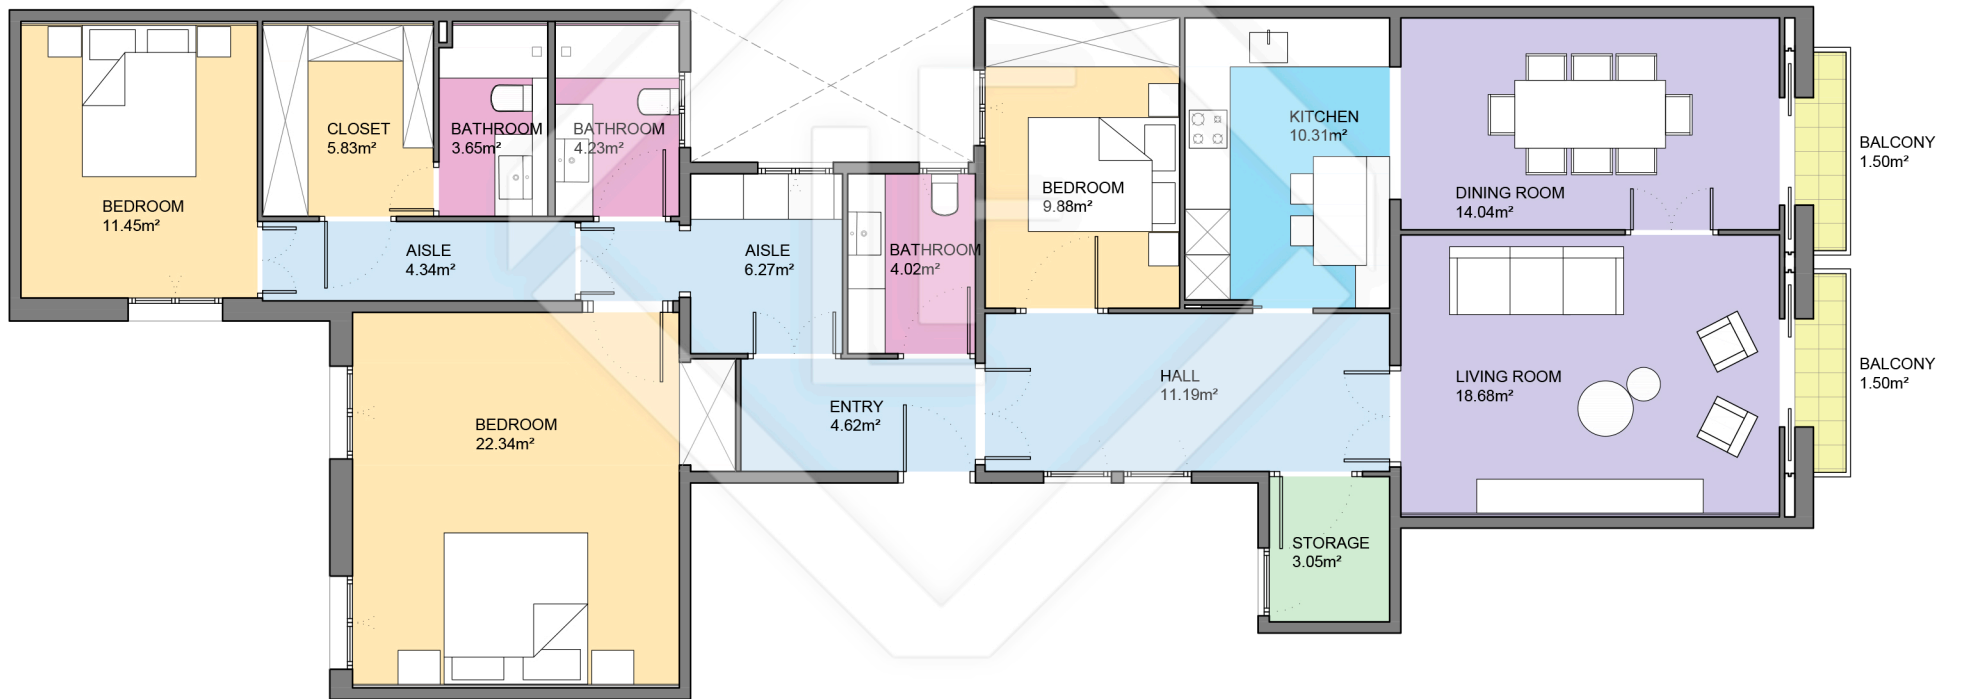 BEDROOM
11.45m²
CLOSET
5.83m²
BATHROOM
3.65m²
BATHROOM
4.23m²
AISLE
4.34m²
AISLE
6.27m²
BATHROOM
4.02m²
BEDROOM
9.88m²
KITCHEN
10.31m²
DINING ROOM
14.04m²
BALCONY
1.50m²
BEDROOM
22.34m²
ENTRY
4.62m²
HALL
11.19m²
LIVING ROOM
18.68m²
BALCONY
1.50m²
STORAGE
3.05m²